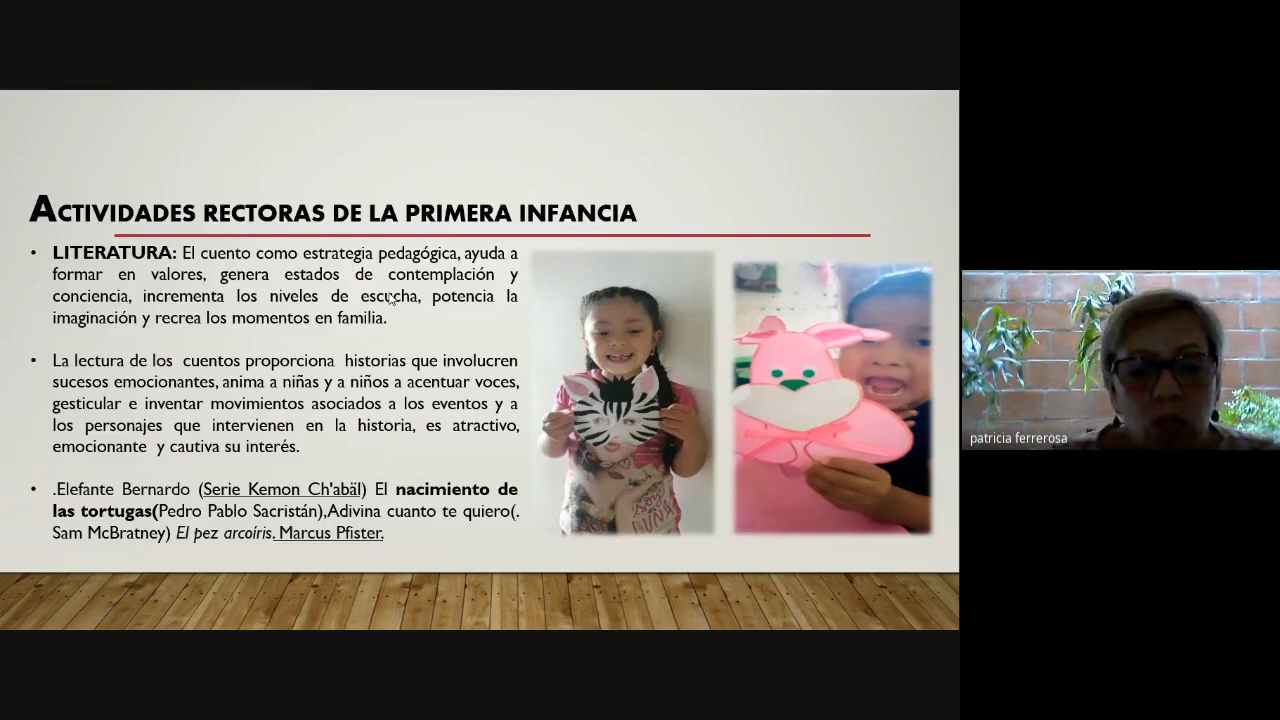 ACTIVIDADES RECTORAS DE LA PRIMERA INFANCIA
• LITERATURA: El cuento como estrategia pedagógica, ayuda a
formar en valores, genera estados de contemplación y
conciencia, incrementa los niveles de escucha, potencia la
imaginación y recrea los momentos en familia.
• La lectura de los cuentos proporciona historias que involucren
sucesos emocionantes, anima a niñas y a niños a acentuar voces,
gesticular e inventar movimientos asociados a los eventos y a
los personajes que intervienen en la historia, es atractivo,
emocionante y cautiva su interés.
• .Elefante Bernardo (Serie Kemon Ch'abäl) El nacimiento de
las tortugas(Pedro Pablo Sacristán),Adivina cuanto te quiero(.
Sam McBratney) El pez arcoíris. Marcus Pfister.
SOY
LUNA
patricia ferrerosa